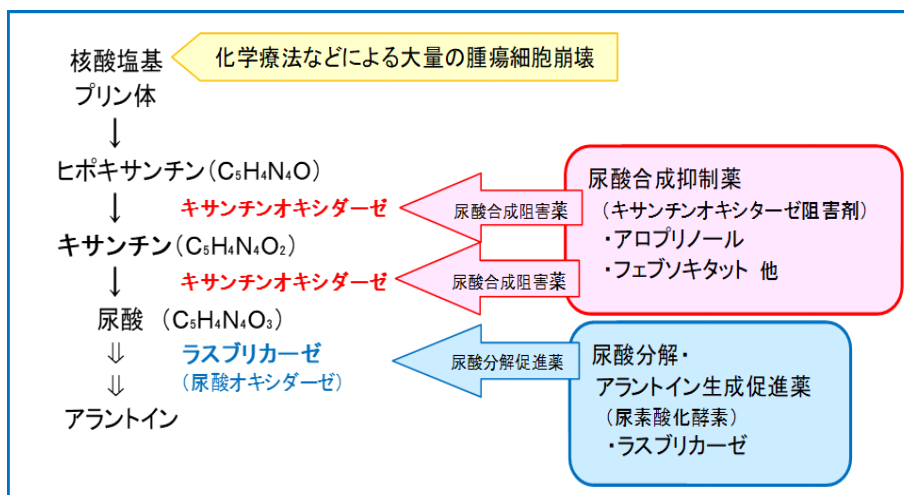 核酸塩基
プリン体
化学療法などによる大量の腫瘍細胞崩壊
↓
ヒポキサンチン(C₅H₄N₄O)
↓
キサンチンオキシダーゼ
尿酸合成阻害薬
キサンチン(C₅H₄N₄O₂)
↓
キサンチンオキシダーゼ
尿酸合成阻害薬
尿酸 (C₅H₄N₄O₃)
⇓
ラスブリカーゼ
⇓
(尿酸オキシダーゼ)
尿酸分解促進薬
アラントイン
尿酸合成抑制薬
(キサンチンオキシターゼ阻害剤)
・アロプリノール
・フェブソキタット 他
尿酸分解・
アラントイン生成促進薬
(尿素酸化酵素)
・ラスブリカーゼ